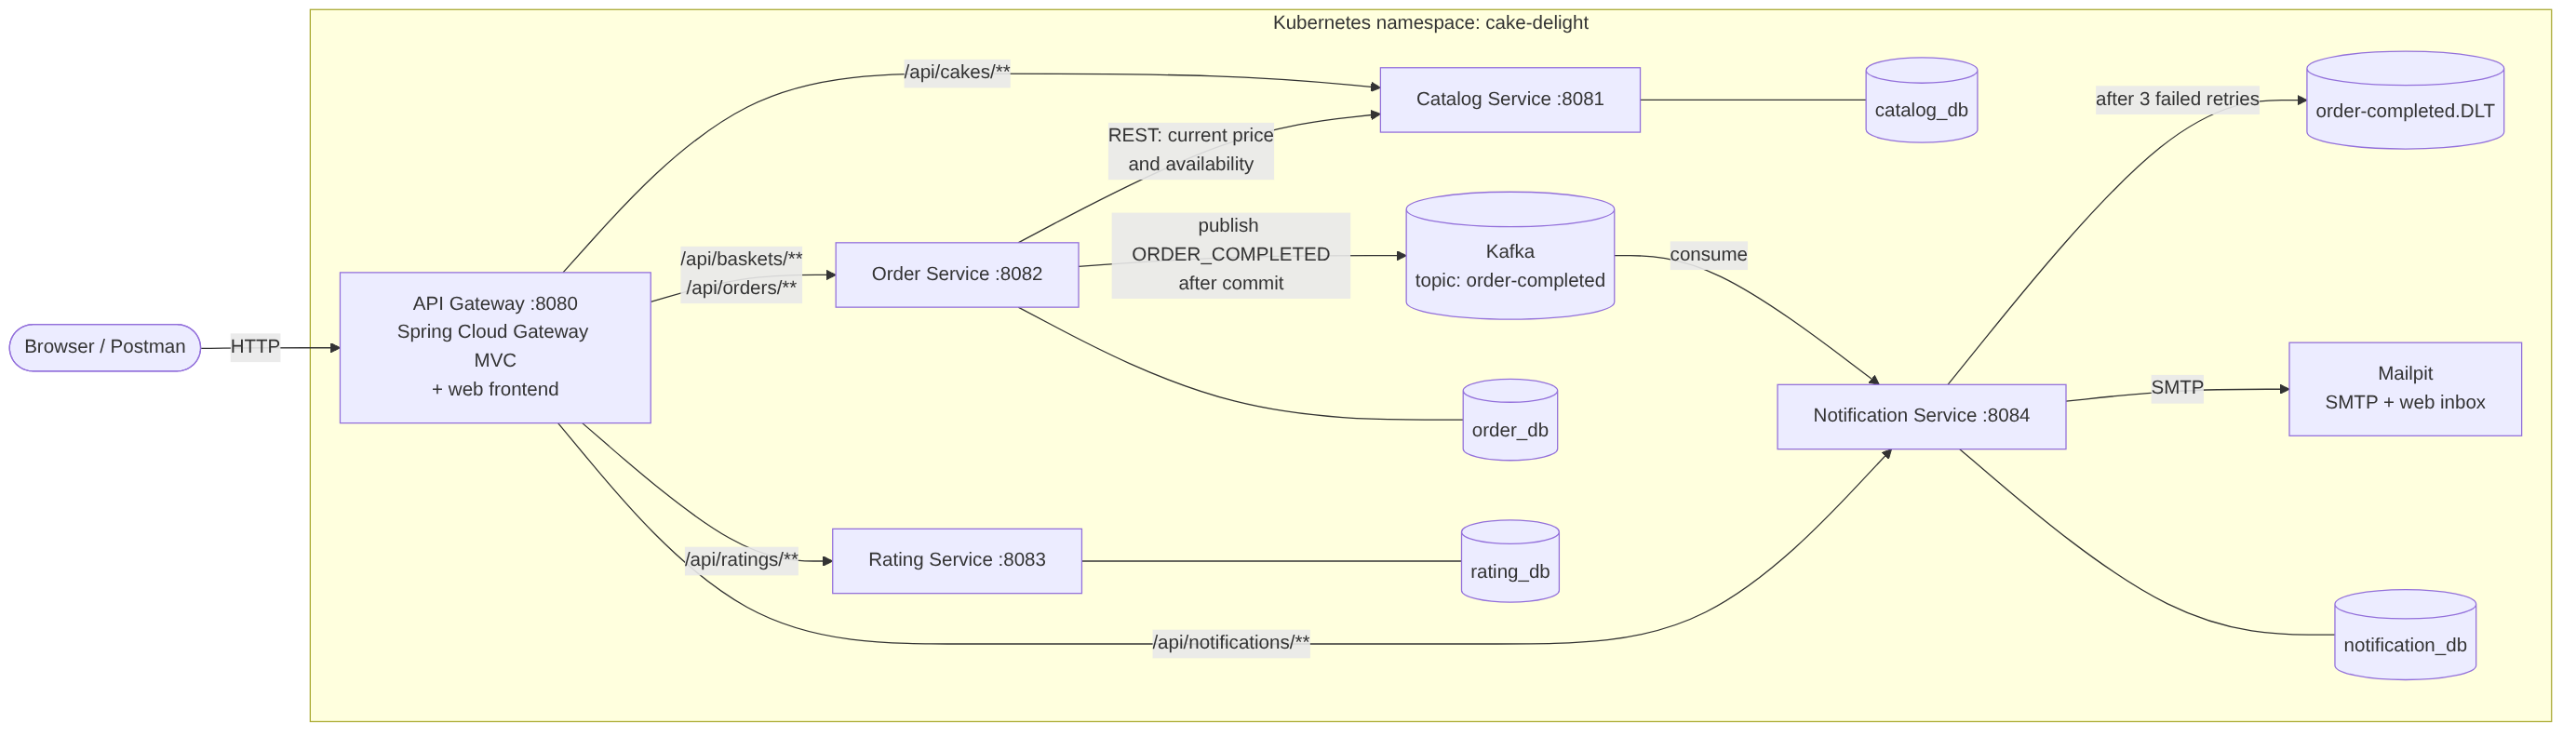 Kubernetes namespace: cake-delight
Browser / Postman
HTTP
API Gateway :8080
Spring Cloud Gateway
MVC
+ web frontend
/api/cakes/**
/api/baskets/**
/api/orders/**
/api/ratings/**
/api/notifications/**
Order Service :8082
REST: current price
and availability
publish
ORDER_COMPLETED
after commit
Rating Service :8083
Catalog Service :8081
Kafka
topic: order-completed
order_db
rating_db
consume
catalog_db
Notification Service :8084
after 3 failed retries
SMTP
order-completed.DLT
Mailpit
SMTP + web inbox
notification_db